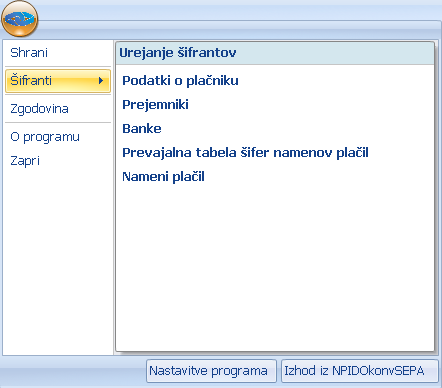 Shrani
Šifranti
Zgodovina
O programu
Zapri
Urejanje šifrantov
Podatki o plačniku
Prejemniki
Banke
Prevajalna tabela šifer namenov plačil
Nameni plačil
Nastavitve programa
Izhod iz NPIDOkonvSEPA